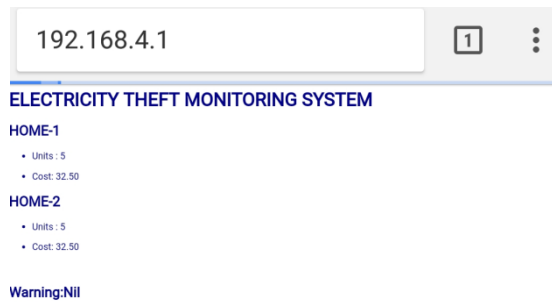 192.168.4.1
1
ELECTRICITY THEFT MONITORING SYSTEM
HOME-1
• Units : 5
• Cost: 32.50
HOME-2
• Units : 5
• Cost: 32.50
Warning:Nil